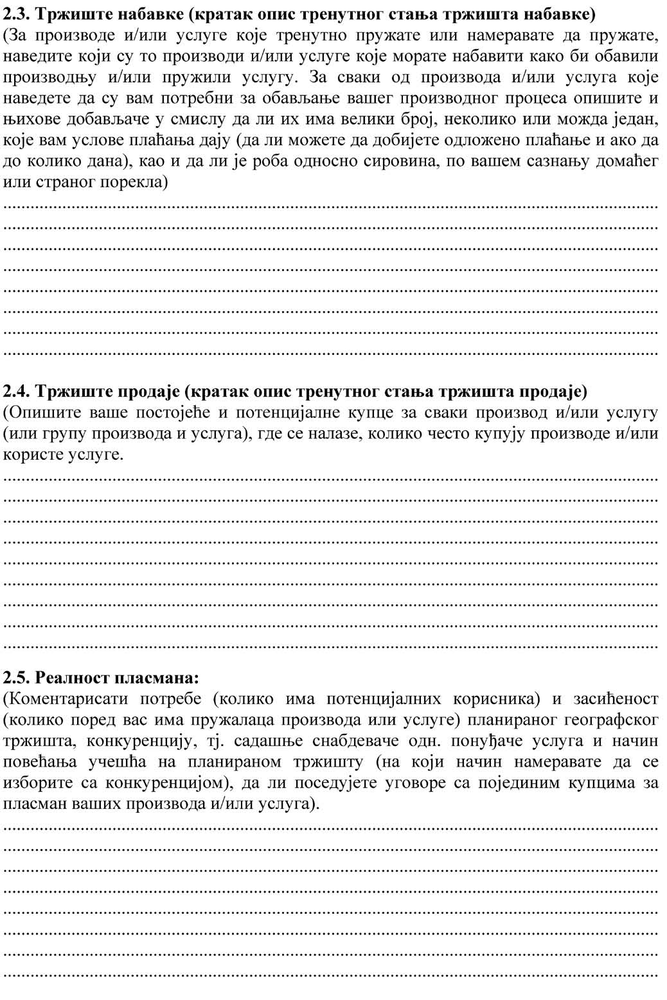 2.3. Тржиште набавке (кратак опис тренутног стања тржишта набавке)
(За производе и/или услуге које тренутно пружате или намеравате да пружате,
наведите који су то производи и/или услуге које морате набавити како би обавили
производњу и/или пружили услугу. За сваки од производа и/или услуга које
наведете да су вам потребни за обављање вашег производног процеса опишите и
њихове добављаче у смислу да ли их има велики број, неколико или можда један,
које вам услове плаћања дају (да ли можете да добијете одложено плаћање и ако да
до колико дана), као и да ли је роба односно сировина, по вашем сазнању домаћег
или страног порекла)
2.4. Тржиште продаје (кратак опис тренутног стања тржишта продаје)
(Опишите ваше постојеће и потенцијалне купце за сваки производ и/или услугу
(или групу производа и услуга), где се налазе, колико често купују производе и/или
користе услуге.
2.5. Реалност пласмана:
(Коментарисати потребе (колико има потенцијалних корисника) и засићеност
(колико поред вас има пружалаца производа или услуге) планираног географског
тржишта, конкуренцију, тј. садашње снабдеваче одн. понуђаче услуга и начин
повећања учешћа на планираном тржишту (на који начин намеравате да се
изборите са конкуренцијом), да ли поседујете уговоре са појединим купцима за
пласман ваших производа и/или услуга).